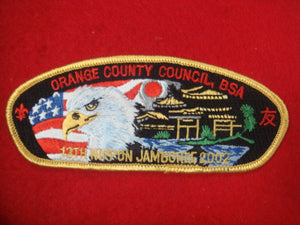 ORANGE COUNTY COUNCIL, BSA
友
13TH NIPPON JAMBOREE 2002